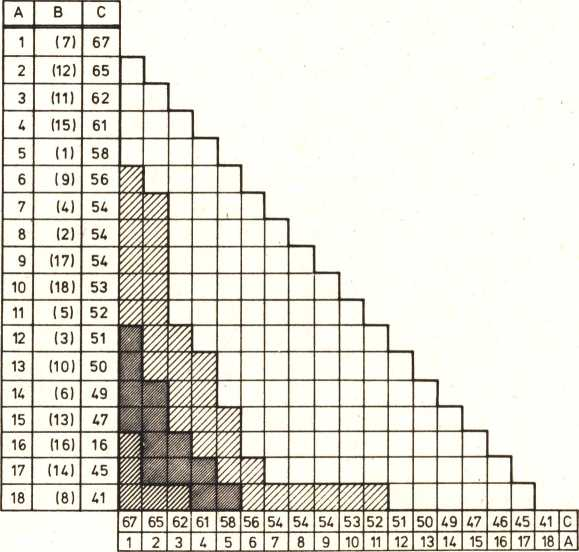 A B C
1 (7) 67
2 (12) 65
3 (11) 62
4 (15) 61
5 (1) 58
6 (9) 56
7 (4) 54
8 (2) 54
9 (17) 54
10 (18) 53
11 (5) 52
12 (3) 51
13 (10) 50
14 (6) 49
15 (13) 47
16 (16) 16
17 (14) 45
18 (8) 41
67 65 62 61 58 56 54 54 54 53 52 51 50 49 47 46 45 41 C
1 2 3 4 5 6 7 8 9 10 11 12 13 14 15 16 17 18 A